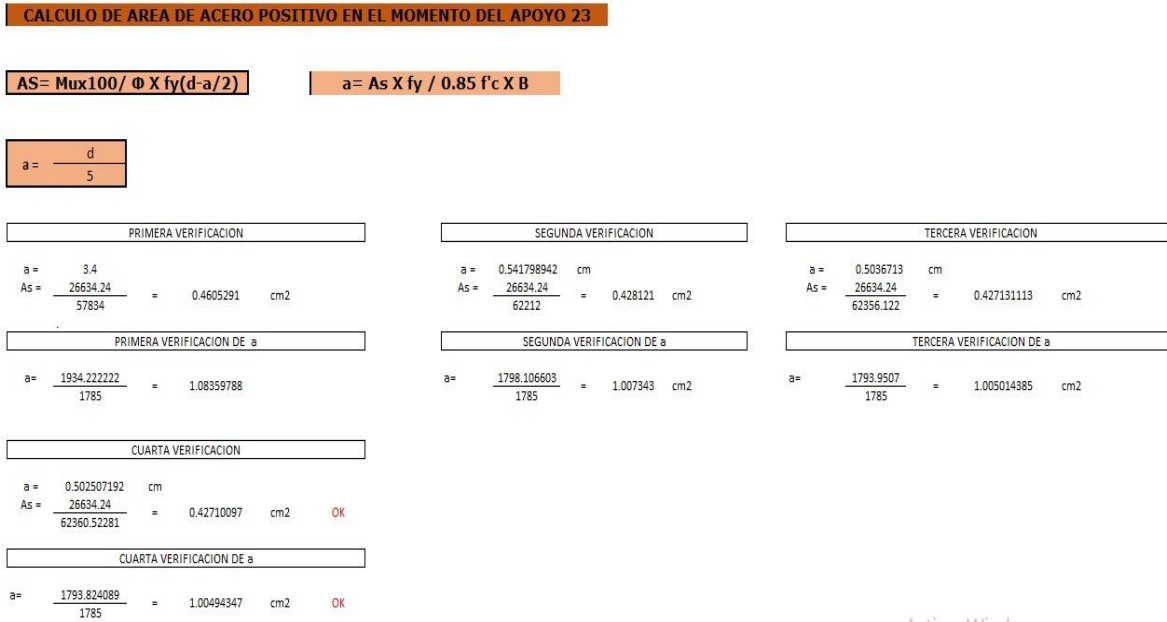 CALCULO DE AREA DE ACERO POSITIVO EN EL MOMENTO DEL APOYO 23
AS= Mux100/ Φ X fy(d-a/2)
a= As X fy / 0.85 f'c X B
a = d
5
PRIMERA VERIFICACION
a = 3.4
As = 26634.24
57834
= 0.4605291 cm2
PRIMERA VERIFICACION DE a
a= 1934.222222
1785
= 1.08359788
SEGUNDA VERIFICACION
a = 0.541798942 cm
As = 26634.24
62212
= 0.428121 cm2
SEGUNDA VERIFICACION DE a
a= 1798.106603
1785
= 1.007343 cm2
TERCERA VERIFICACION
a = 0.5036713 cm
As = 26634.24
62356.122
= 0.427131113 cm2
TERCERA VERIFICACION DE a
a= 1793.9507
1785
= 1.005014385 cm2
CUARTA VERIFICACION
a = 0.502507192 cm
As = 26634.24
62360.52281
= 0.42710097 cm2 OK
CUARTA VERIFICACION DE a
a= 1793.824089
1785
= 1.00494347 cm2 OK